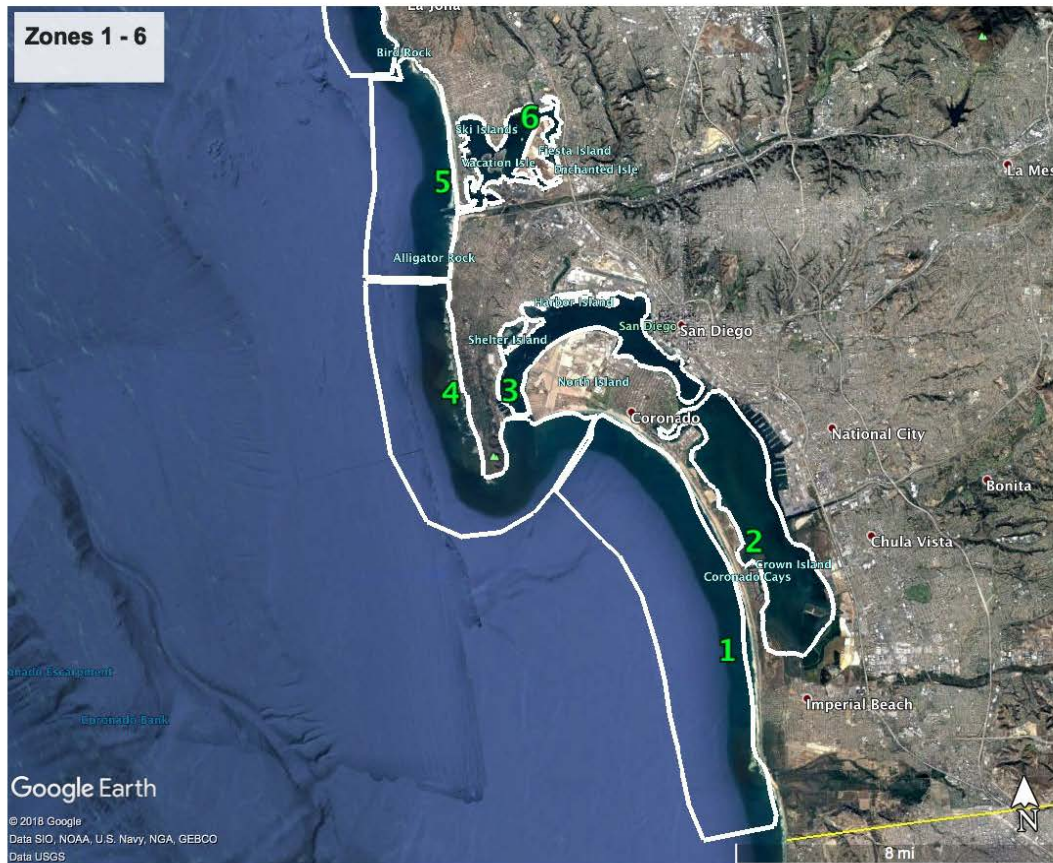 La Jolla
Zones 1 - 6
Bird Rock
6
Ski Islands
Fiesta Island
Vacation Isle
Enchanted Isle
La Mes
5
Alligator Rock
Harbor Island
San Diego
San Diego
Shelter Island
4
3
North Island
Coronado
National City
Bonita
2
Chula Vista
Crown Island
Coronado Cays
1
onado Escarpment
Imperial Beach
Coronado Bank
Google Earth
N
© 2018 Google
Data SIO, NOAA, U.S. Navy, NGA, GEBCO
Data USGS
8 mi